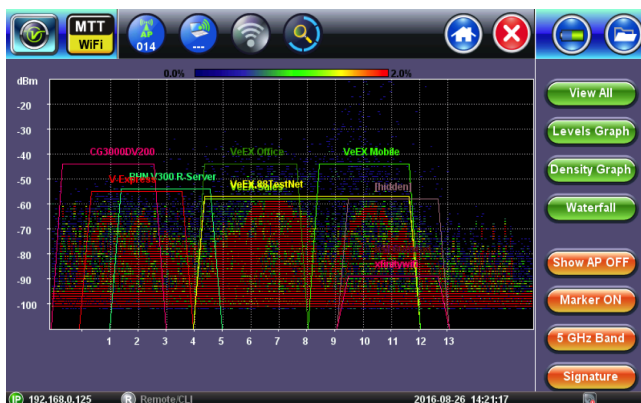 MTT
WiFi
AP
014
---
0.0%
2.0%
dBm
-20
-30
-40
-50
-60
-70
-80
-90
-100
CG3000DV200
VeEX Office
VeEX Mobile
V-Express
R-Server
VeEX 88TestNet
[hidden]
xfinitywifi
1 2 3 4 5 6 7 8 9 10 11 12 13
View All
Levels Graph
Density Graph
Waterfall
Show AP OFF
Marker ON
5 GHz Band
Signature
IP 192.168.0.125
R Remote/CLI
2016-08-26 14:21:17